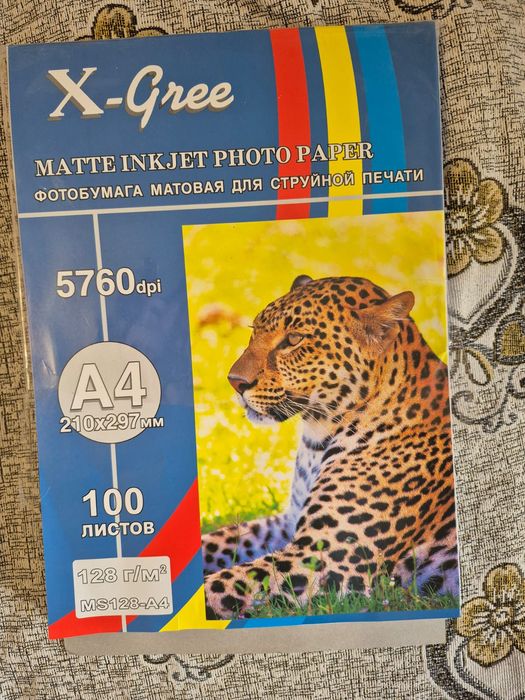 X-Gree
MATTE INKJET PHOTO PAPER
ФОТОБУМАГА МАТОВАЯ ДЛЯ СТРУЙНОЙ ПЕЧАТИ
5760dpi
A4
210x297мм
100
ЛИСТОВ
128 г/м²
MS128-A4